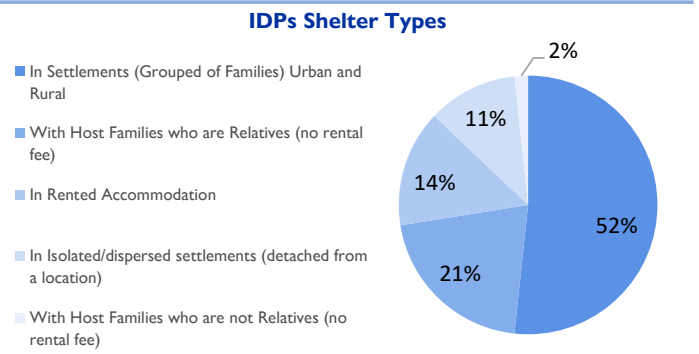 IDPs Shelter Types
In Settlements (Grouped of Families) Urban and
Rural
With Host Families who are Relatives (no rental
fee)
In Rented Accommodation
In Isolated/dispersed settlements (detached from
a location)
With Host Families who are not Relatives (no
rental fee)
2%
11%
14%
52%
21%